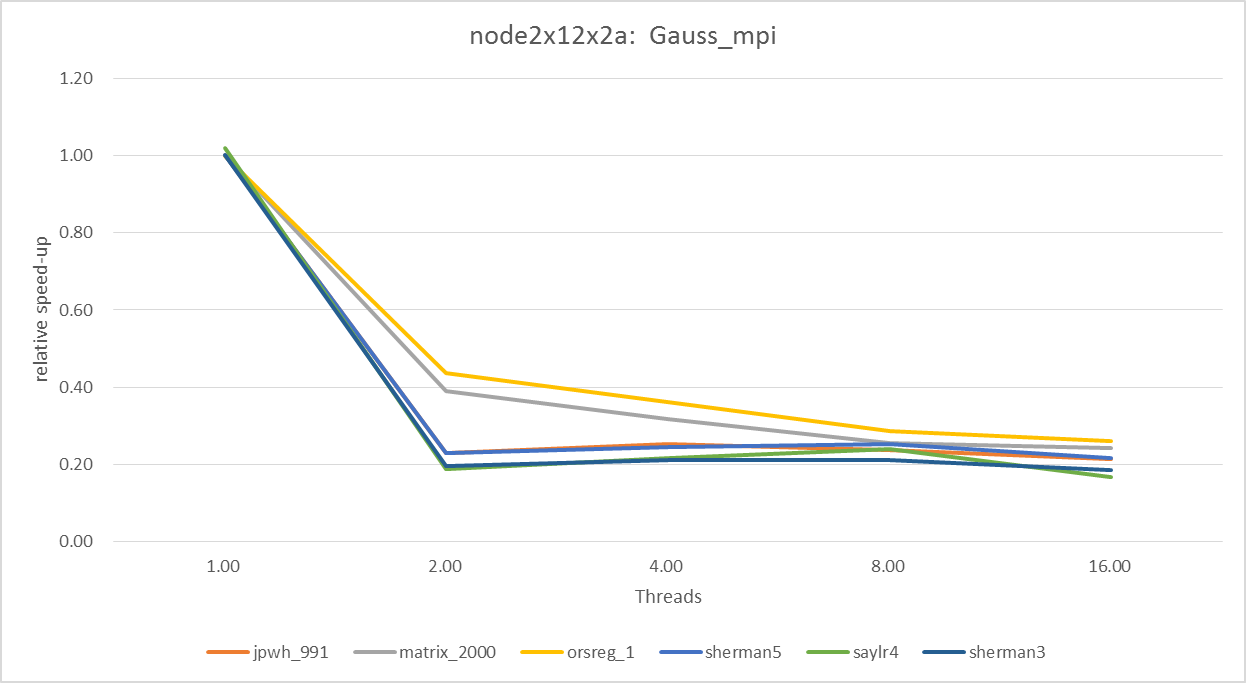 node2x12x2a:  Gauss_mpi
1.20
1.00
0.80
0.60
0.40
0.20
0.00
relative speed-up
1.00 2.00 4.00 8.00 16.00
Threads
jpwh_991 matrix_2000 orsreg_1 sherman5 saylr4 sherman3